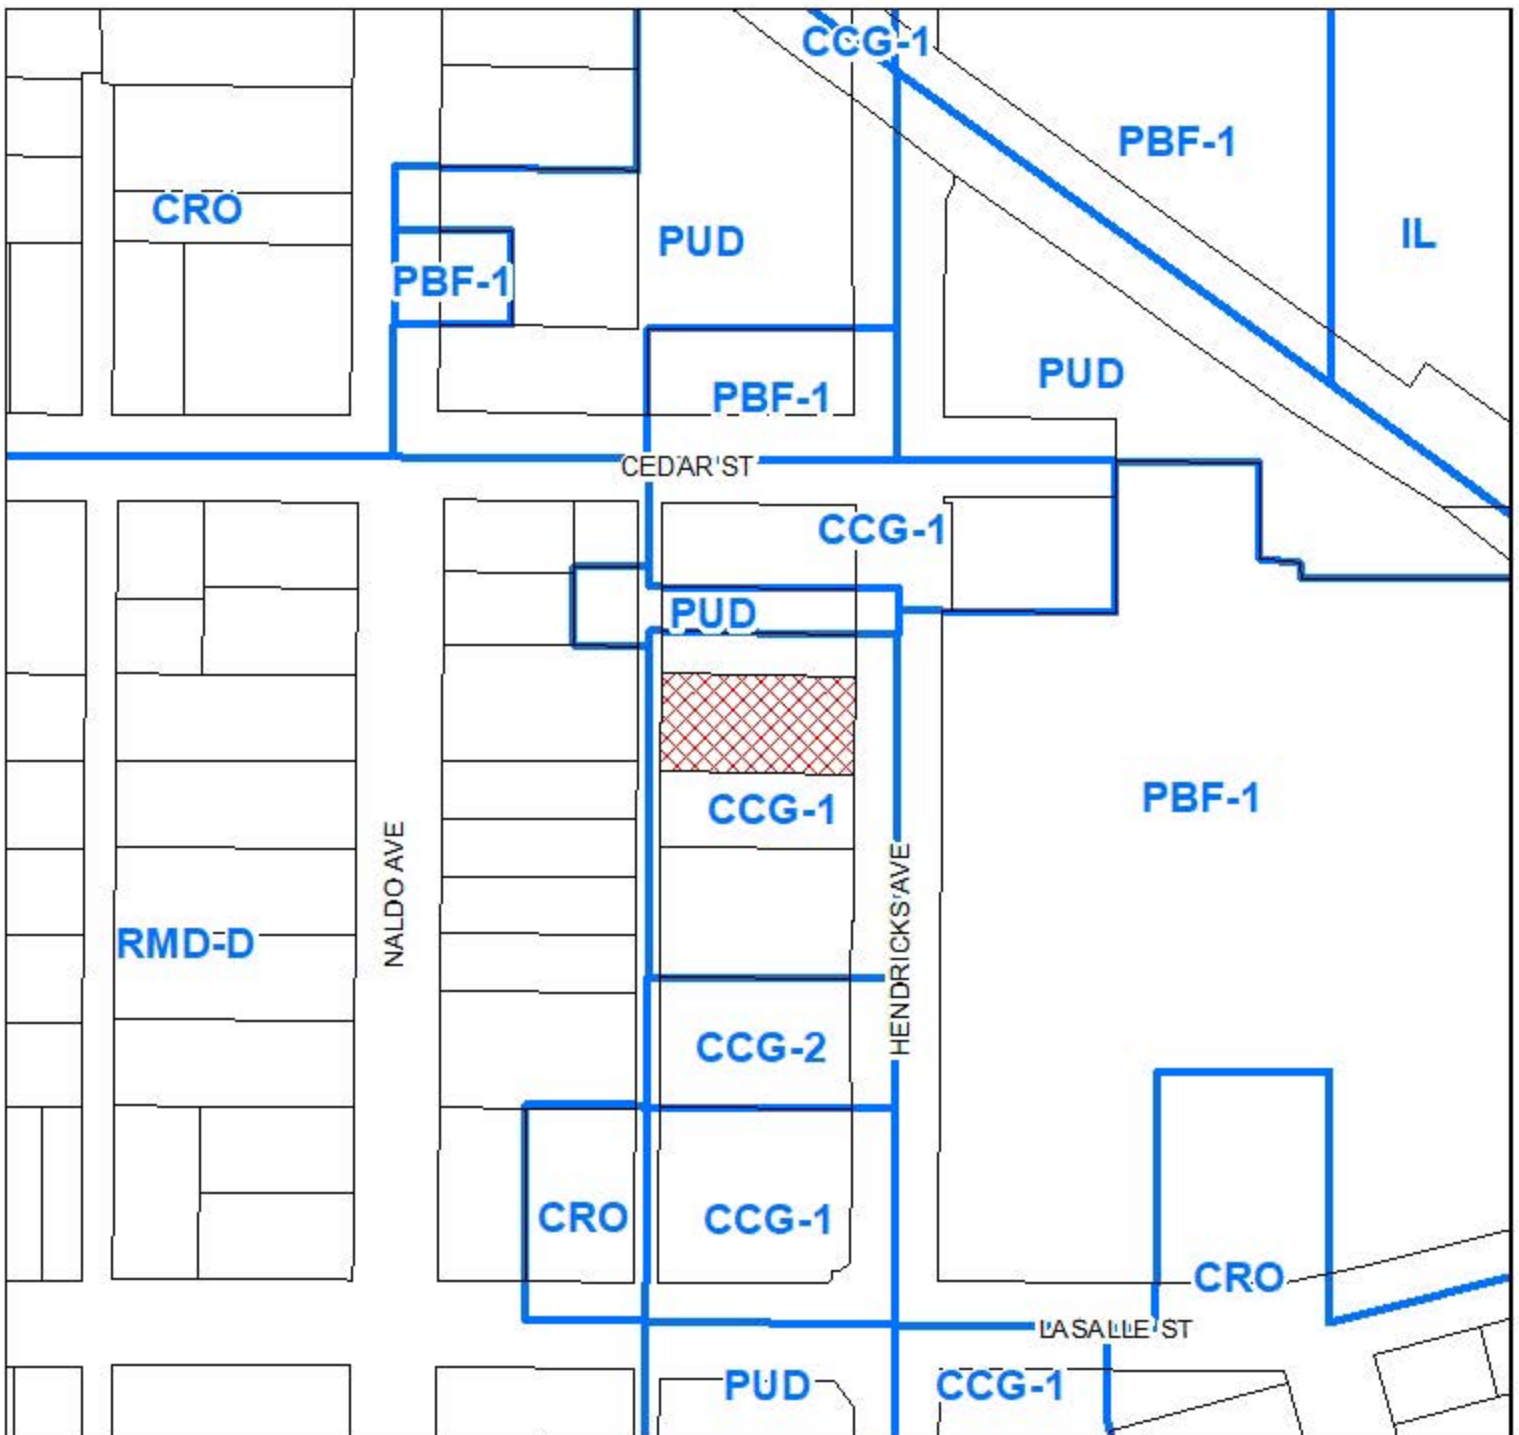 CCG-1
PBF-1
CRO
PUD
IL
PBF-1
PUD
PBF-1
CEDAR ST
CCG-1
PUD
PBF-1
CCG-1
NALDO AVE
HENDRICKS AVE
RMD-D
CCG-2
CRO
CCG-1
CRO
LASALLE ST
PUD
CCG-1